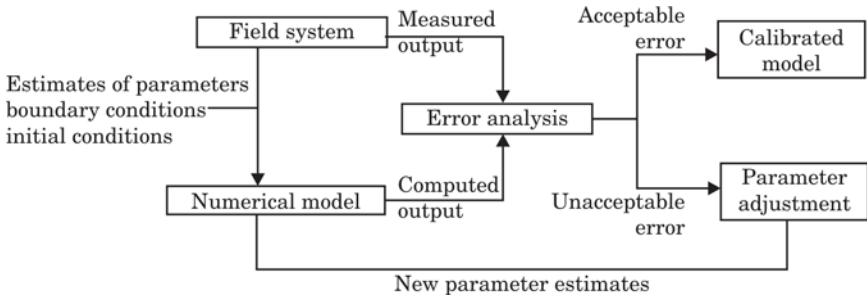 Field system
Measured
output
Acceptable
error
Calibrated
model
Estimates of parameters
boundary conditions
initial conditions
Error analysis
Numerical model
Computed
output
Unacceptable
error
Parameter
adjustment
New parameter estimates